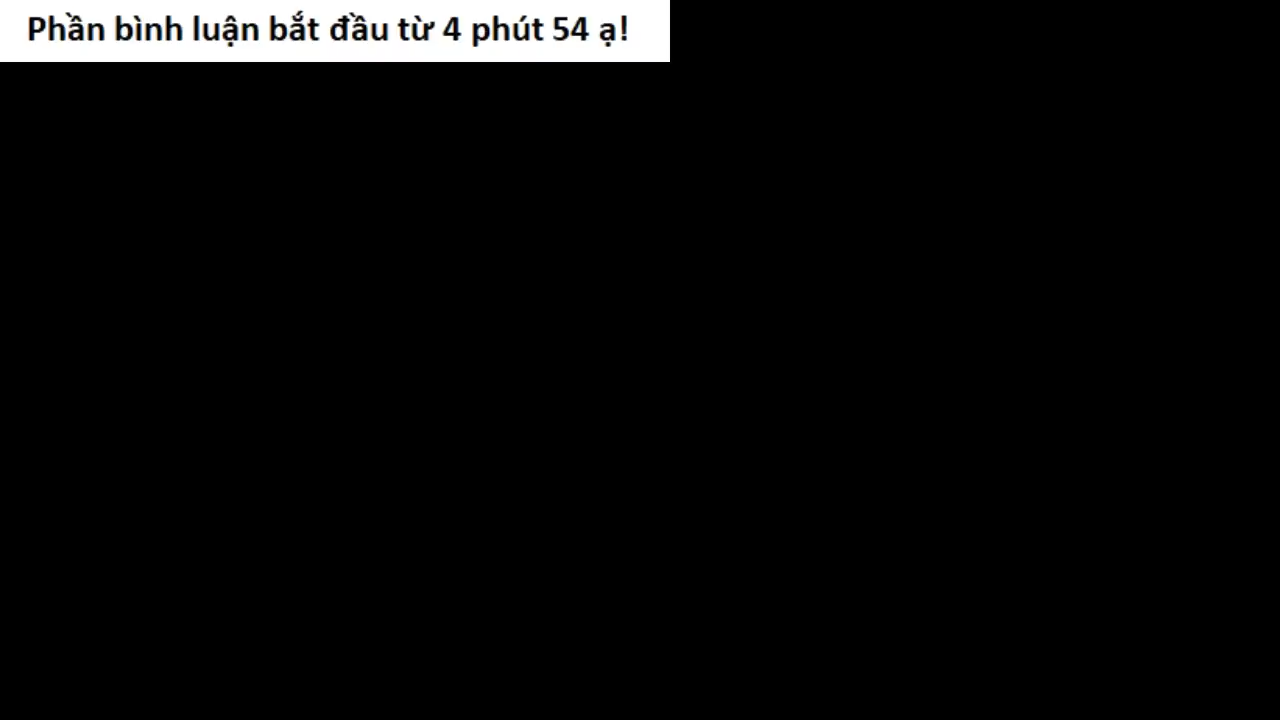 Phần bình luận bắt đầu từ 4 phút 54 ạ!